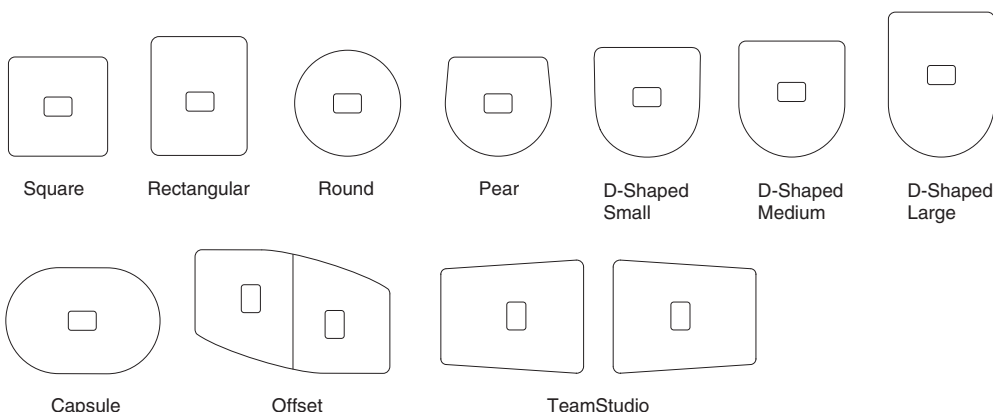 Square
Rectangular
Round
Pear
D-Shaped
Small
D-Shaped
Medium
D-Shaped
Large
Capsule
Offset
TeamStudio